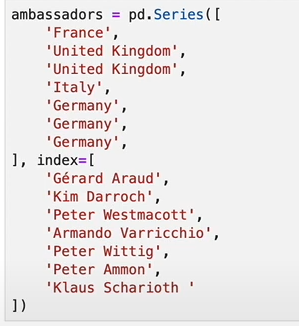 ambassadors = pd.Series([
    'France',
    'United Kingdom',
    'United Kingdom',
    'Italy',
    'Germany',
    'Germany',
    'Germany',
], index=[
    'Gérard Araud',
    'Kim Darroch',
    'Peter Westmacott',
    'Armando Varricchio',
    'Peter Wittig',
    'Peter Ammon',
    'Klaus Scharioth '
])